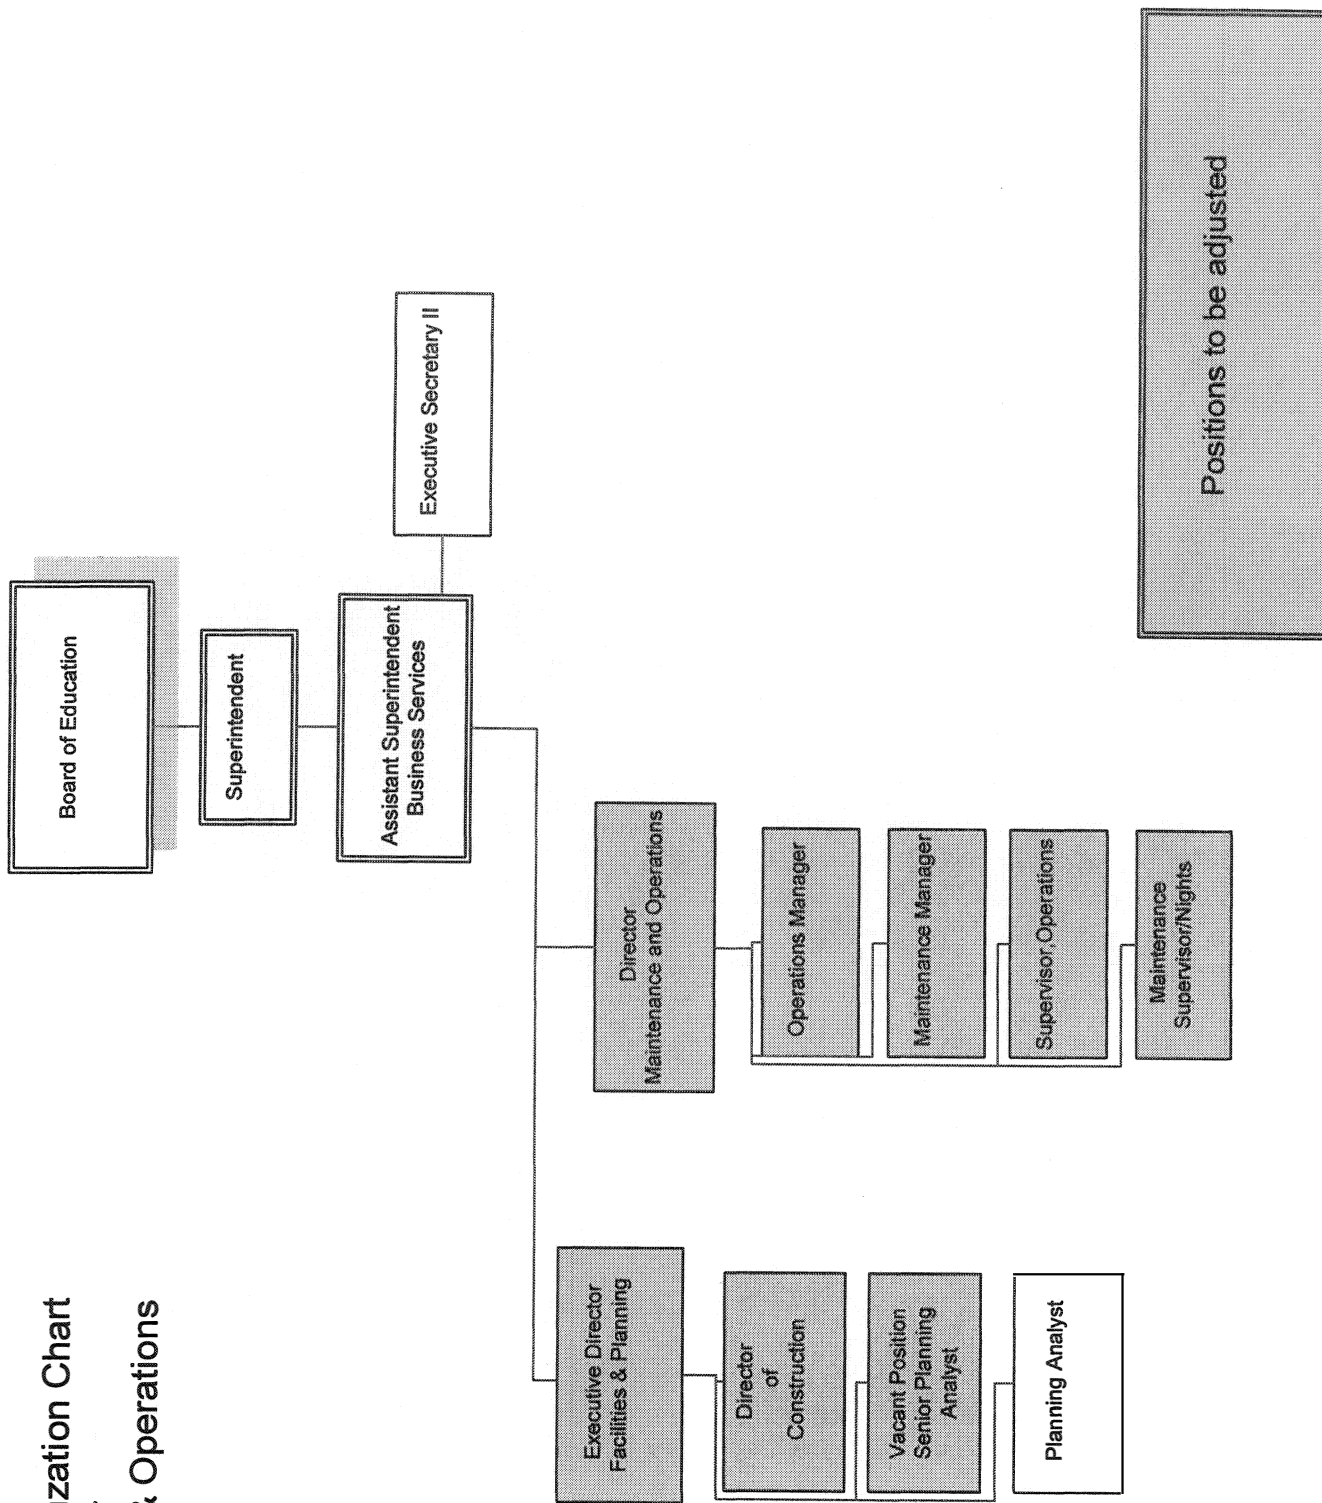 Chart
& Operations
Board of Education
Superintendent
Assistant Superintendent
Business Services
Executive Secretary II
Executive Director
Facilities & Planning
Director
of
Construction
Vacant Position
Senior Planning
Analyst
Planning Analyst
Director
Maintenance and Operations
Operations Manager
Maintenance Manager
Supervisor,Operations
Maintenance
Supervisor/Nights
Positions to be adjusted